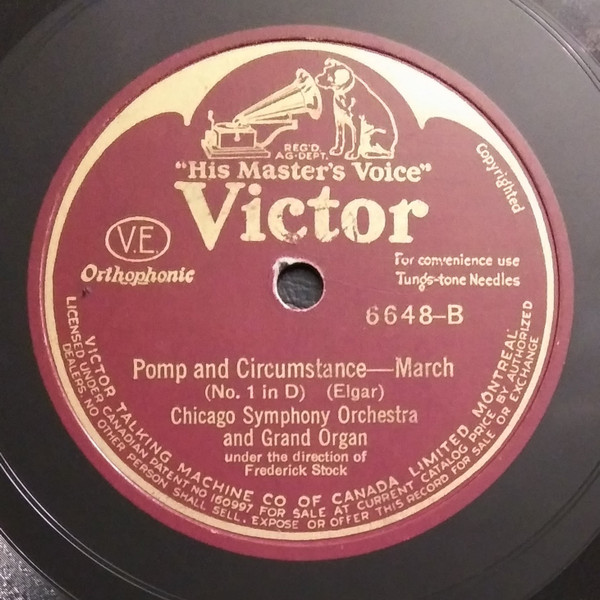 REG'D.
AG-DEPT.
"His Master's Voice"
Victor
Copyrighted
V.E.
Orthophonic
For convenience use
Tungs-tone Needles
6648-B
Pomp and Circumstance—March
(No. 1 in D) (Elgar)
Chicago Symphony Orchestra
and Grand Organ
under the direction of
Frederick Stock
VICTOR TALKING MACHINE CO OF CANADA LIMITED MONTREAL
LICENSED UNDER CANADIAN PATENT NO 160997 FOR SALE AT CURRENT CATALOG PRICE BY AUTHORIZED
DEALERS. NO OTHER PERSON SHALL SELL, EXPOSE OR OFFER THIS RECORD FOR SALE OR EXCHANGE